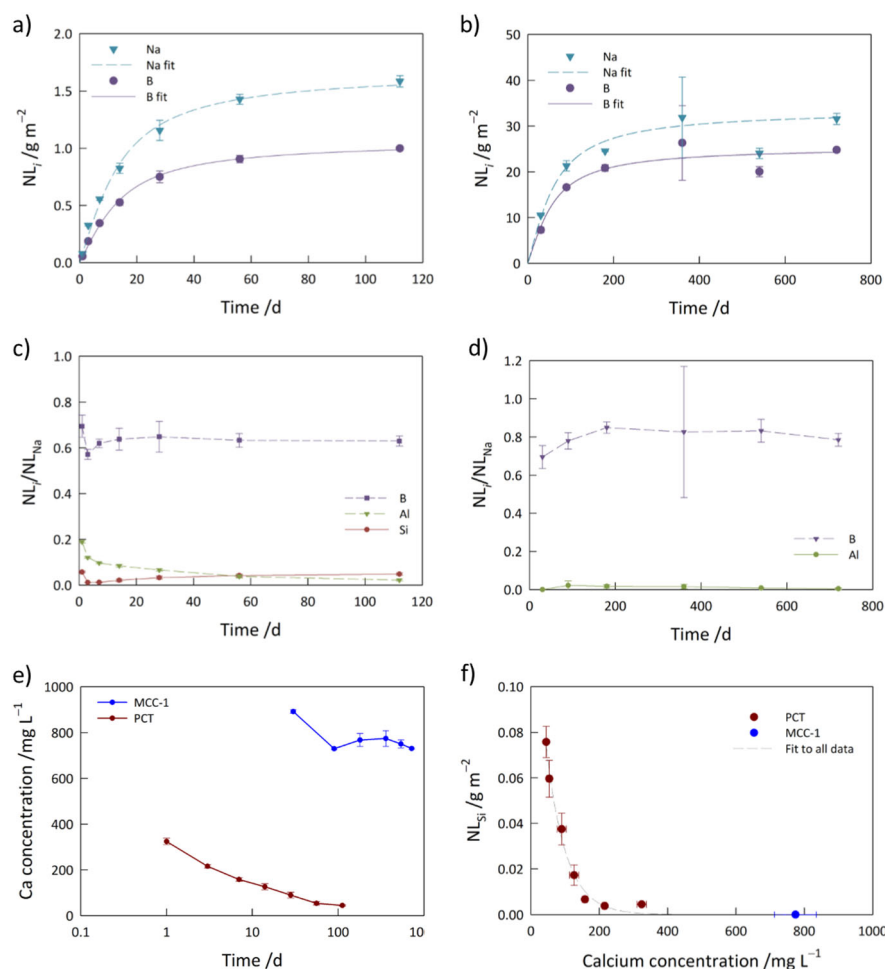 a)
Na
Na fit
B
B fit
NLi /g m−2
2.0
1.5
1.0
0.5
0.0
0 20 40 60 80 100 120
Time /d
b)
Na
Na fit
B
B fit
NLi /g m−2
50
40
30
20
10
0
0 200 400 600 800
Time /d
c)
NLi/NLNa
1.0
0.8
0.6
0.4
0.2
0.0
B
Al
Si
0 20 40 60 80 100 120
Time /d
d)
NLi/NLNa
1.2
1.0
0.8
0.6
0.4
0.2
0.0
B
Al
0 200 400 600 800
Time /d
e)
MCC-1
PCT
Ca concentration /mg L−1
1000
800
600
400
200
0
0.1 1 10 100 10
Time /d
f)
PCT
MCC-1
Fit to all data
NLSi /g m−2
0.10
0.08
0.06
0.04
0.02
0.00
0 200 400 600 800 1000
Calcium concentration /mg L−1